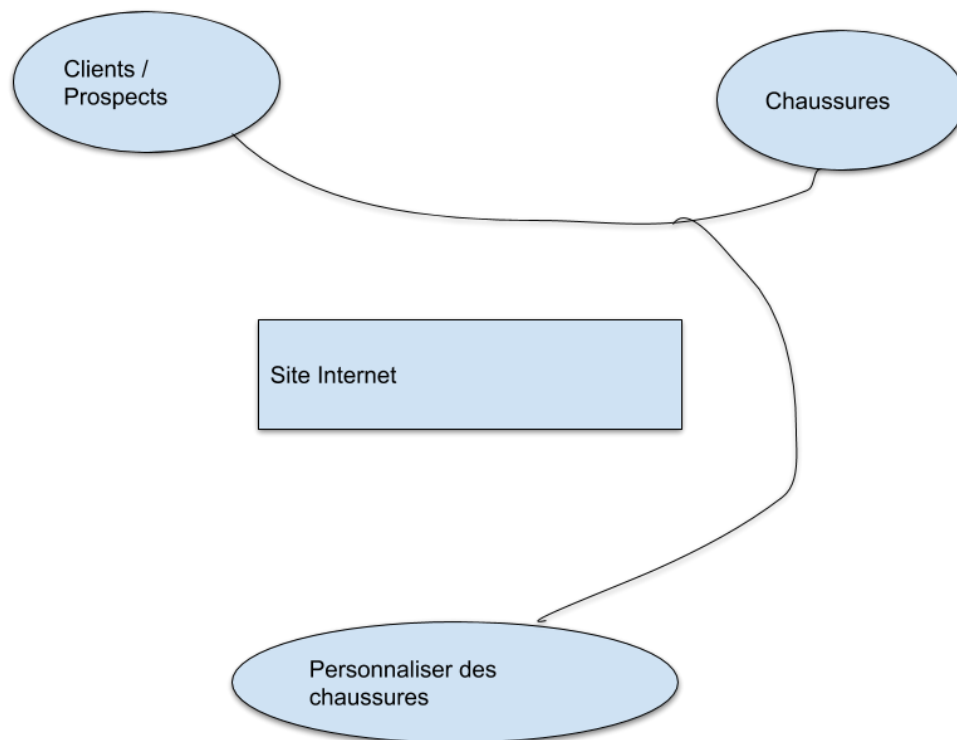 Clients /
Prospects
Chaussures
Site Internet
Personnaliser des
chaussures